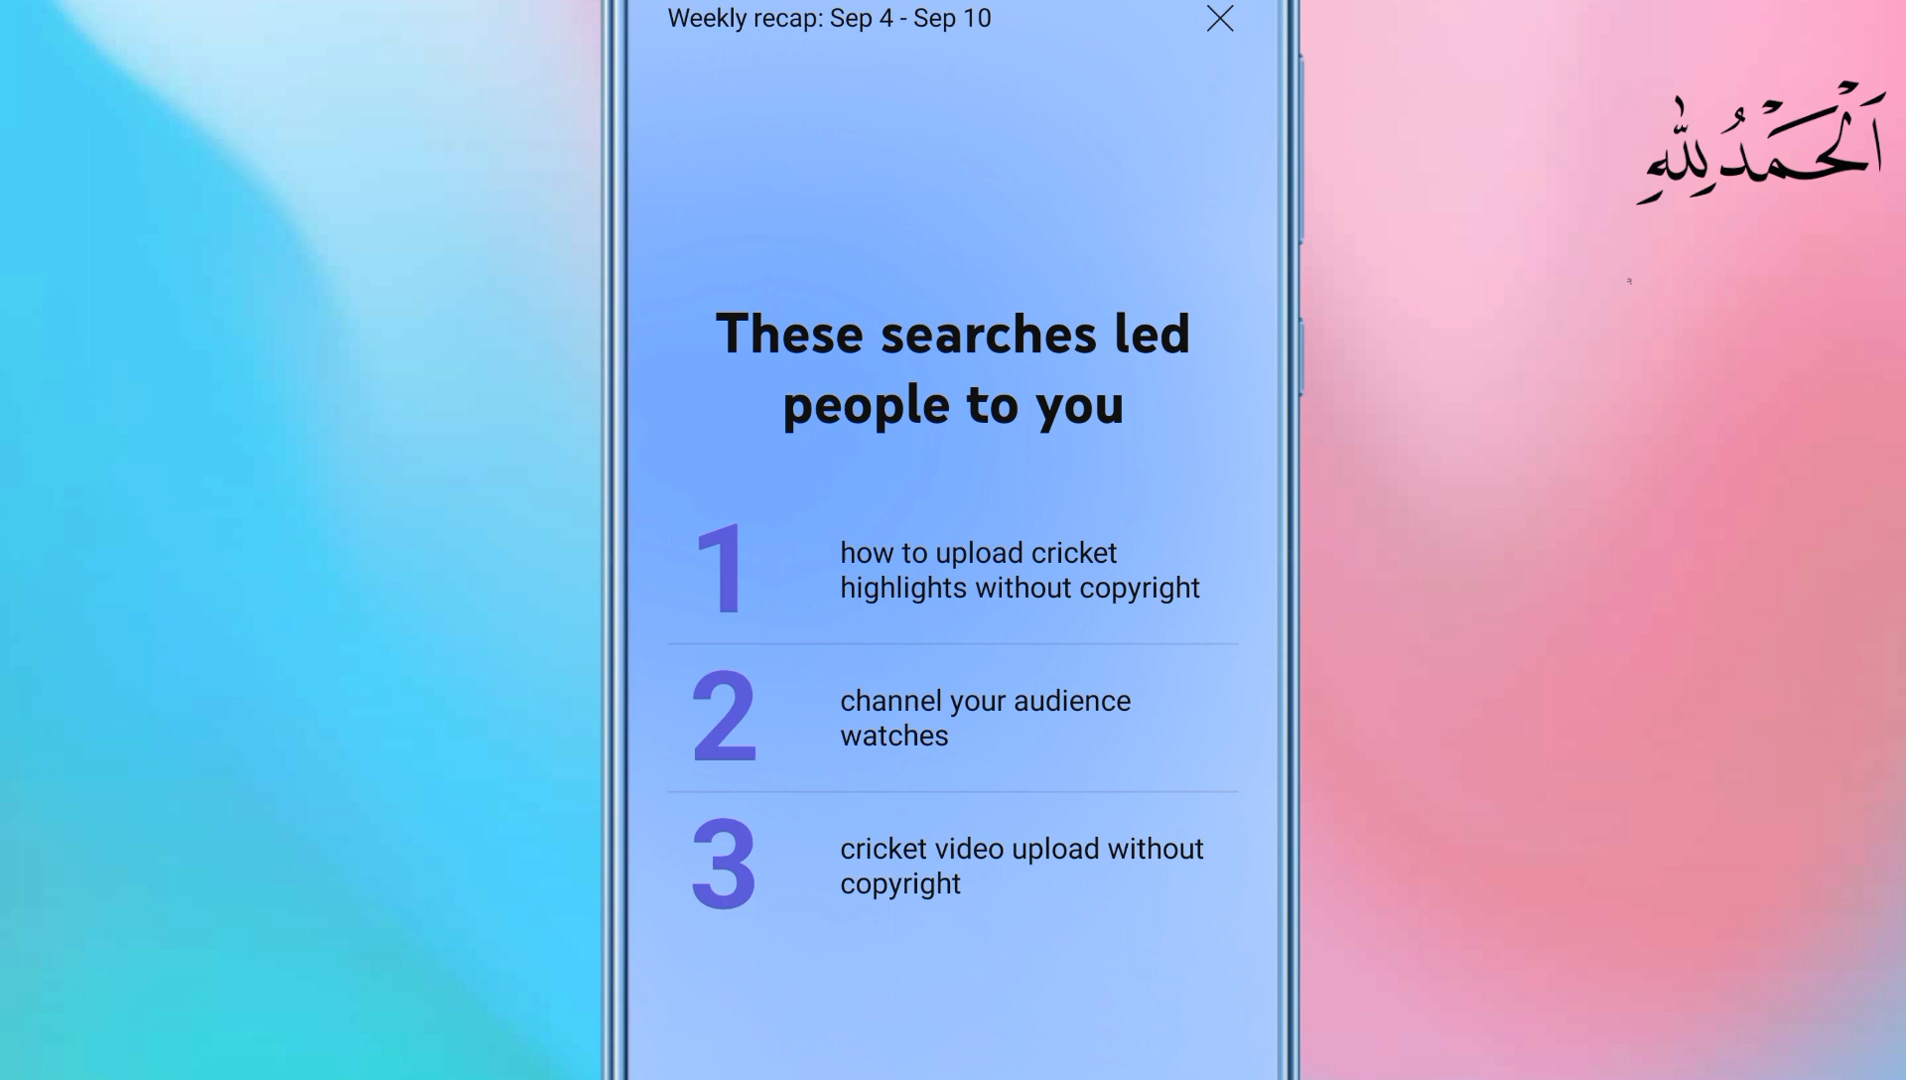 Weekly recap: Sep 4 - Sep 10
اَلْحَمْدُلِلّٰهِ
These searches led
people to you
1
how to upload cricket
highlights without copyright
2
channel your audience
watches
3
cricket video upload without
copyright